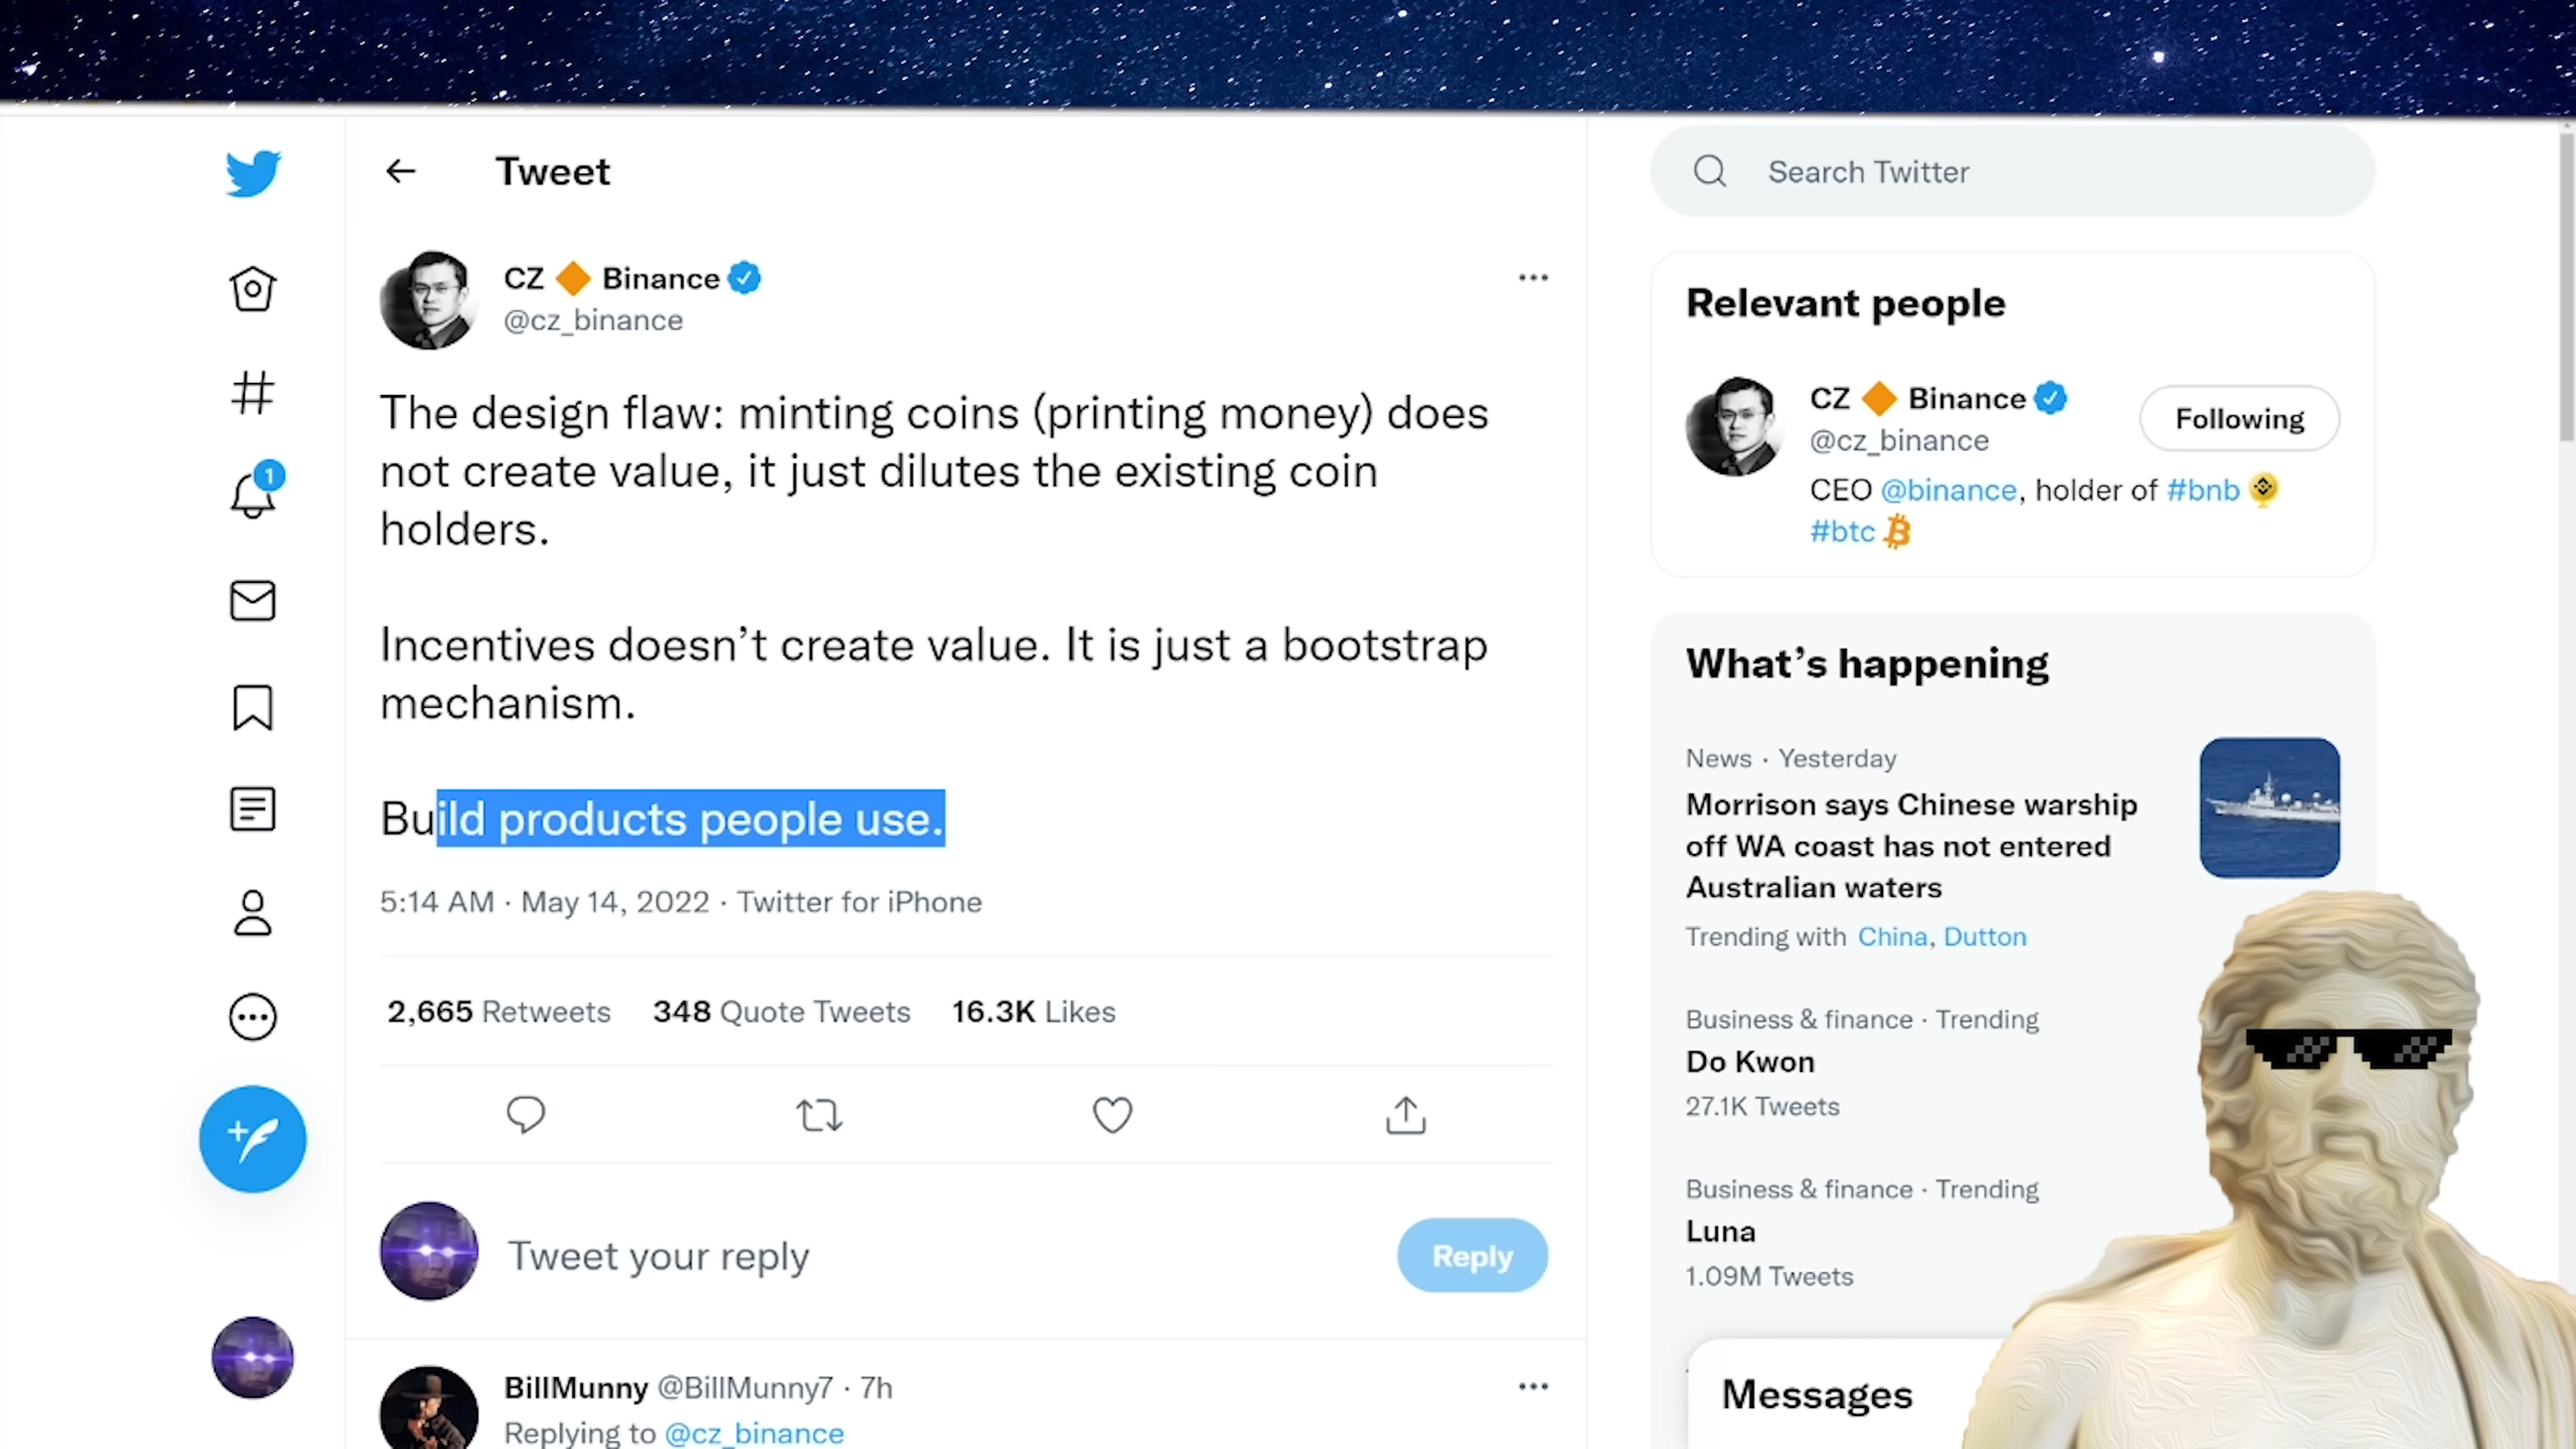 Tweet
CZ 🔶 Binance
@cz_binance
The design flaw: minting coins (printing money) does
not create value, it just dilutes the existing coin
holders.
Incentives doesn't create value. It is just a bootstrap
mechanism.
Build products people use.
5:14 AM · May 14, 2022 · Twitter for iPhone
2,665 Retweets 348 Quote Tweets 16.3K Likes
Tweet your reply
Reply
BillMunny @BillMunny7 · 7h
Replying to @cz_binance
1
Search Twitter
Relevant people
CZ 🔶 Binance
@cz_binance
Following
CEO @binance, holder of #bnb
#btc
What's happening
News · Yesterday
Morrison says Chinese warship
off WA coast has not entered
Australian waters
Trending with China, Dutton
Business & finance · Trending
Do Kwon
27.1K Tweets
Business & finance · Trending
Luna
1.09M Tweets
Messages